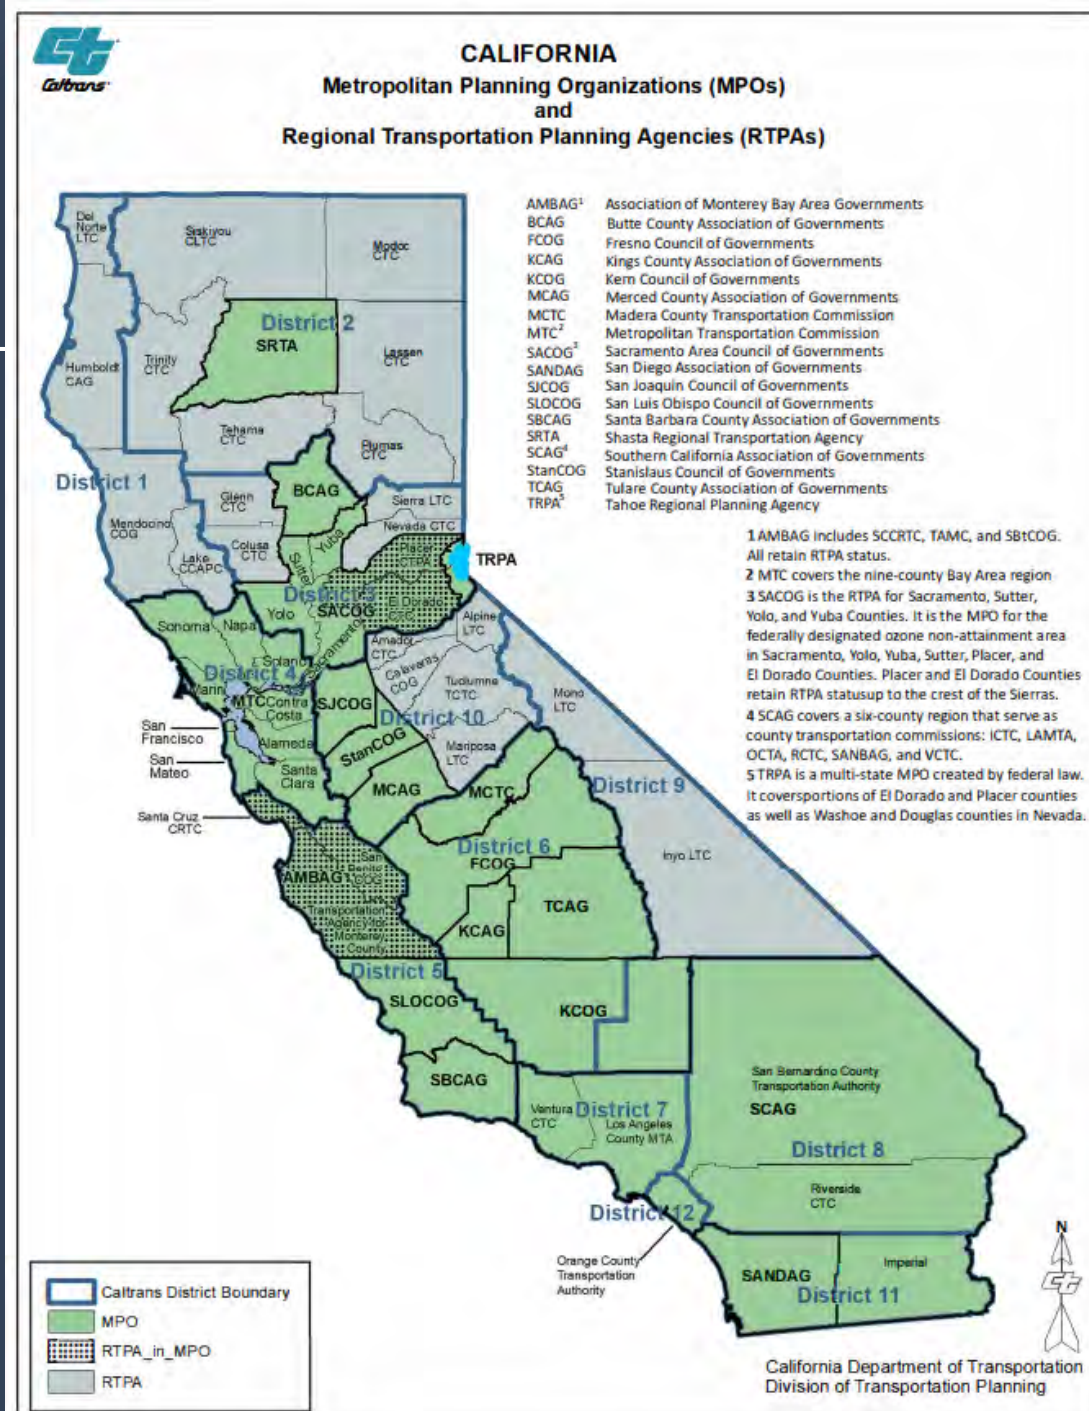 Ct
Caltrans
CALIFORNIA
Metropolitan Planning Organizations (MPOs)
and
Regional Transportation Planning Agencies (RTPAs)
AMBAG¹ Association of Monterey Bay Area Governments
BCAG Butte County Association of Governments
FCOG Fresno Council of Governments
KCAG Kings County Association of Governments
KCOG Kern Council of Governments
MCAG Merced County Association of Governments
MCTC Madera County Transportation Commission
MTC² Metropolitan Transportation Commission
SACOG³ Sacramento Area Council of Governments
SANDAG San Diego Association of Governments
SJCOG San Joaquin Council of Governments
SLOCOG San Luis Obispo Council of Governments
SBCAG Santa Barbara County Association of Governments
SRTA Shasta Regional Transportation Agency
SCAG⁴ Southern California Association of Governments
StanCOG Stanislaus Council of Governments
TCAG Tulare County Association of Governments
TRPA⁵ Tahoe Regional Planning Agency
1 AMBAG includes SCCRTC, TAMC, and SBtCOG.
All retain RTPA status.
2 MTC covers the nine-county Bay Area region
3 SACOG is the RTPA for Sacramento, Sutter,
Yolo, and Yuba Counties. It is the MPO for the
federally designated ozone non-attainment area
in Sacramento, Yolo, Yuba, Sutter, Placer, and
El Dorado Counties. Placer and El Dorado Counties
retain RTPA statusup to the crest of the Sierras.
4 SCAG covers a six-county region that serve as
county transportation commissions: ICTC, LAMTA,
OCTA, RCTC, SANBAG, and VCTC.
5 TRPA is a multi-state MPO created by federal law.
It coversportions of El Dorado and Placer counties
as well as Washoe and Douglas counties in Nevada.
Del
Norte
LTC
Siskiyou
CLTC
Modoc
CTC
District 2
SRTA
Humboldt
CAG
Trinity
CTC
Lassen
CTC
Tehama
CTC
Plumas
CTC
District 1
BCAG
Glenn
CTC
Sierra LTC
Mendocino
COG
Nevada CTC
Yuba
Colusa
CTC
Lake
CCAPC
Sutter
Placer
CTPA
TRPA
District 3
SACOG
El Dorado
CTC
Yolo
Sonoma
Napa
Sacramento
Alpine
LTC
Amador
CTC
Solano
District 4
Calaveras
COG
Tuolumne
TCTC
Mono
LTC
Marin
MTC
Contra
Costa
SJCOG
District 10
San
Francisco
Alameda
StanCOG
Mariposa
LTC
San
Mateo
Santa
Clara
MCAG
MCTC
District 9
Santa Cruz
CRTC
District 6
FCOG
Inyo LTC
San
Benito
COG
AMBAG¹
TCAG
Transportation
Agency for
Monterey
County
KCAG
District 5
SLOCOG
KCOG
SBCAG
San Bernardino County
Transportation Authority
SCAG
Ventura
CTC
District 7
Los Angeles
County MTA
District 8
Riverside
CTC
District 12
Orange County
Transportation
Authority
SANDAG
Imperial
District 11
N
Ct
Caltrans District Boundary
MPO
RTPA_in_MPO
RTPA
California Department of Transportation
Division of Transportation Planning